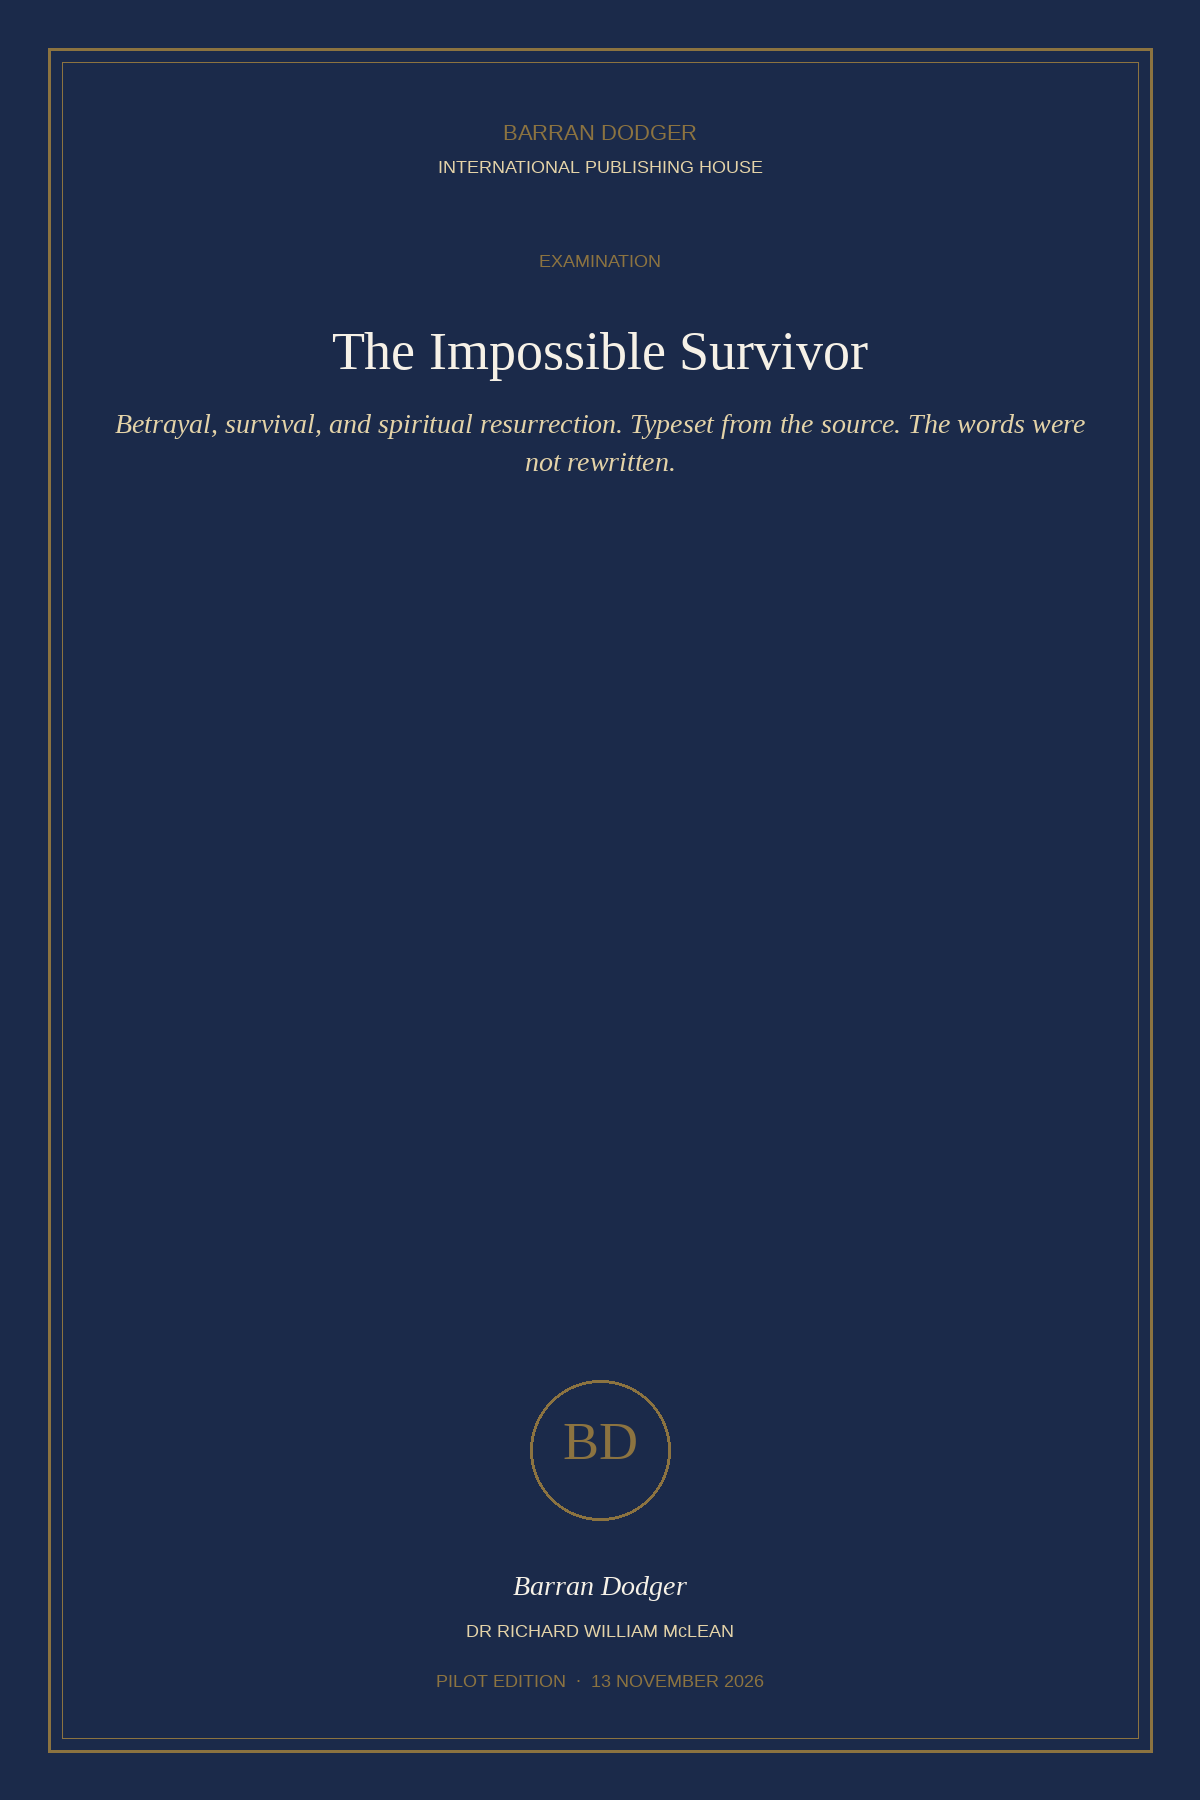 BARRAN DODGER
INTERNATIONAL PUBLISHING HOUSE
EXAMINATION
The Impossible Survivor
Betrayal, survival, and spiritual resurrection. Typeset from the source. The words were
not rewritten.
BD
Barran Dodger
DR RICHARD WILLIAM McLEAN
PILOT EDITION · 13 NOVEMBER 2026